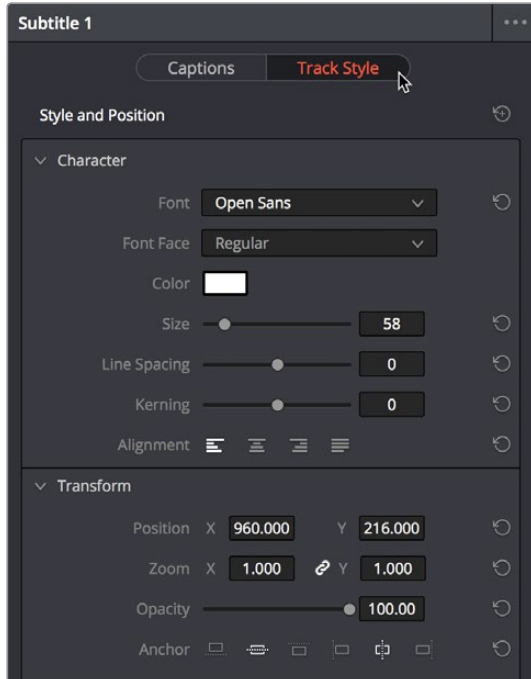 Subtitle 1
Captions Track Style
Style and Position
Character
Font Open Sans
Font Face Regular
Color
Size 58
Line Spacing 0
Kerning 0
Alignment
Transform
Position X 960.000 Y 216.000
Zoom X 1.000 Y 1.000
Opacity 100.00
Anchor